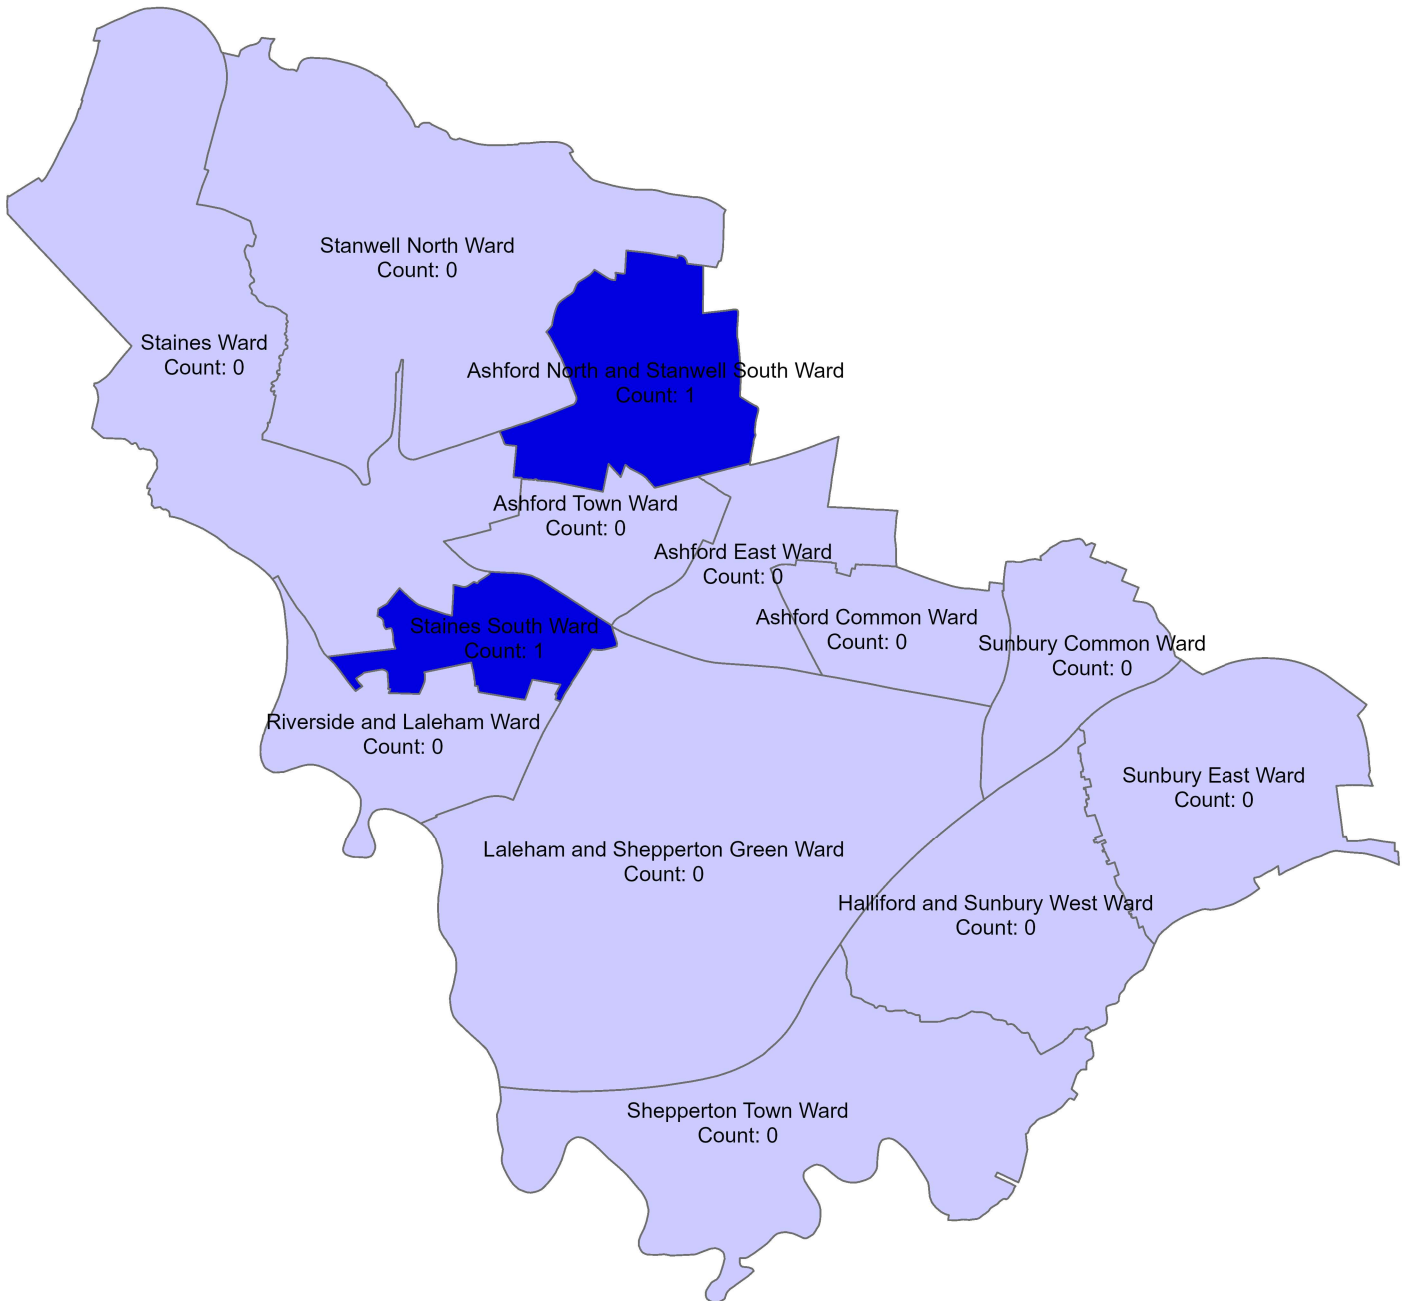 Stanwell North Ward
Count: 0
Staines Ward
Count: 0
Ashford North and Stanwell South Ward
Count: 1
Ashford Town Ward
Count: 0
Ashford East Ward
Count: 0
Ashford Common Ward
Count: 0
Staines South Ward
Count: 1
Sunbury Common Ward
Count: 0
Riverside and Laleham Ward
Count: 0
Sunbury East Ward
Count: 0
Laleham and Shepperton Green Ward
Count: 0
Halliford and Sunbury West Ward
Count: 0
Shepperton Town Ward
Count: 0